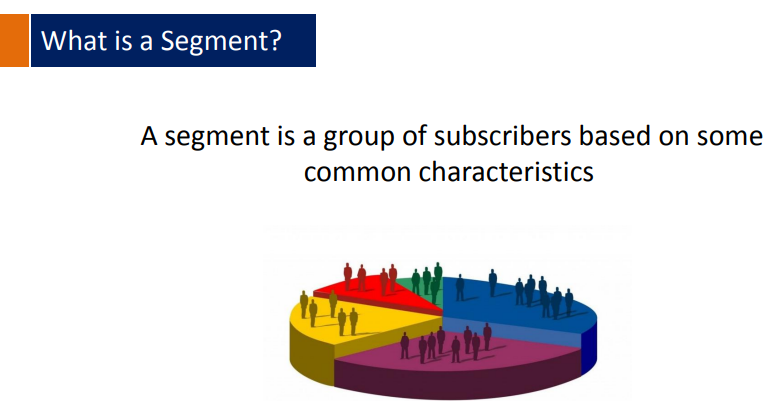 What is a Segment?
A segment is a group of subscribers based on some
common characteristics